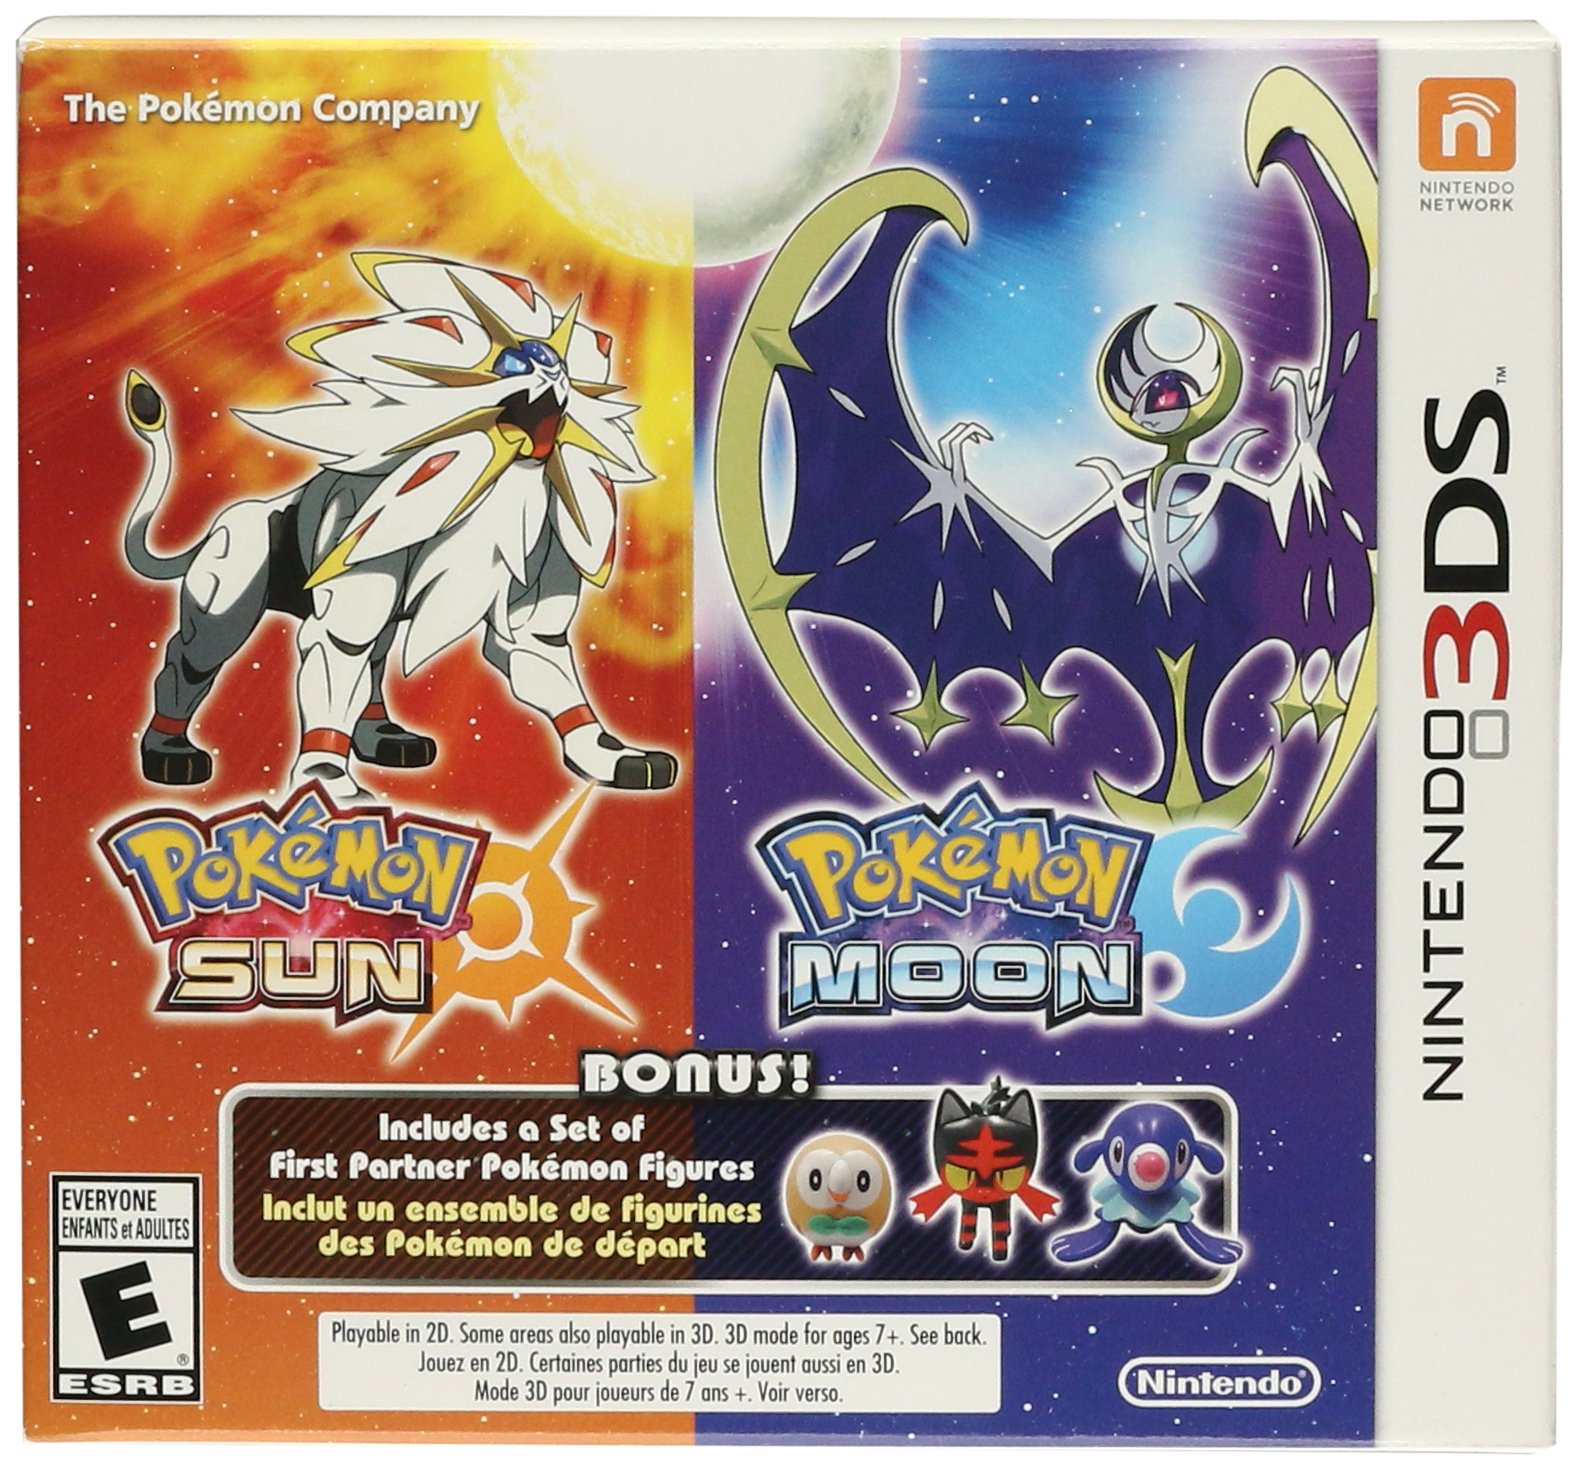 The Pokémon Company
NINTENDO
NETWORK
NINTENDO 3DS™
POKéMON™
SUN
POKéMON™
MOON
BONUS!
Includes a Set of
First Partner Pokémon Figures
Inclut un ensemble de figurines
des Pokémon de départ
EVERYONE
ENFANTS et ADULTES
E®
ESRB
Playable in 2D. Some areas also playable in 3D. 3D mode for ages 7+. See back.
Jouez en 2D. Certaines parties du jeu se jouent aussi en 3D.
Mode 3D pour joueurs de 7 ans +. Voir verso.
Nintendo®